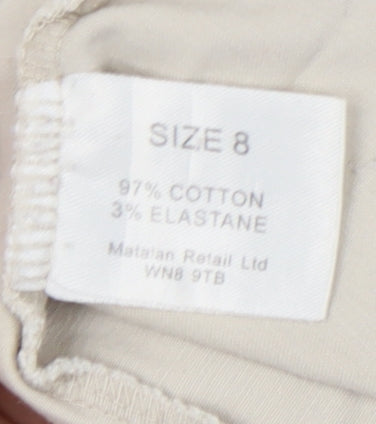 SIZE 8
97% COTTON
3% ELASTANE
Matalan Retail Ltd
WN8 9TB